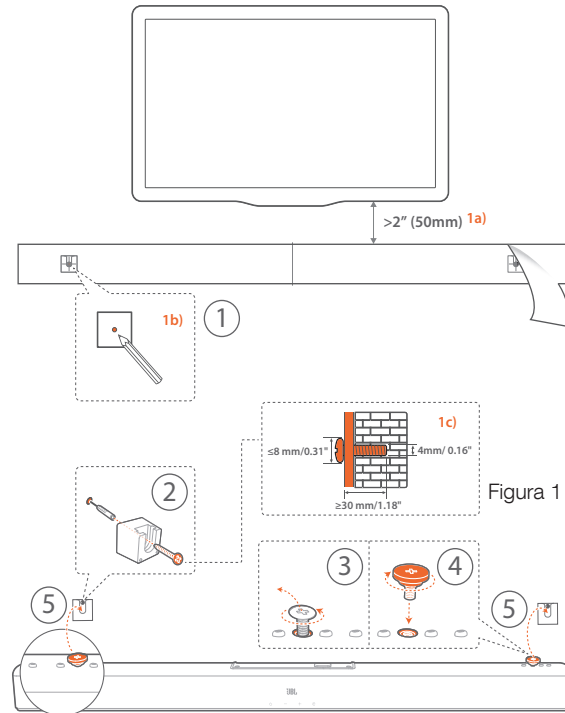 >2” (50mm) 1a)
1b)
1
1c)
≤8 mm/0.31"
4mm/ 0.16"
≥30 mm/1.18"
Figura 1
2
3
4
5
5
JBL